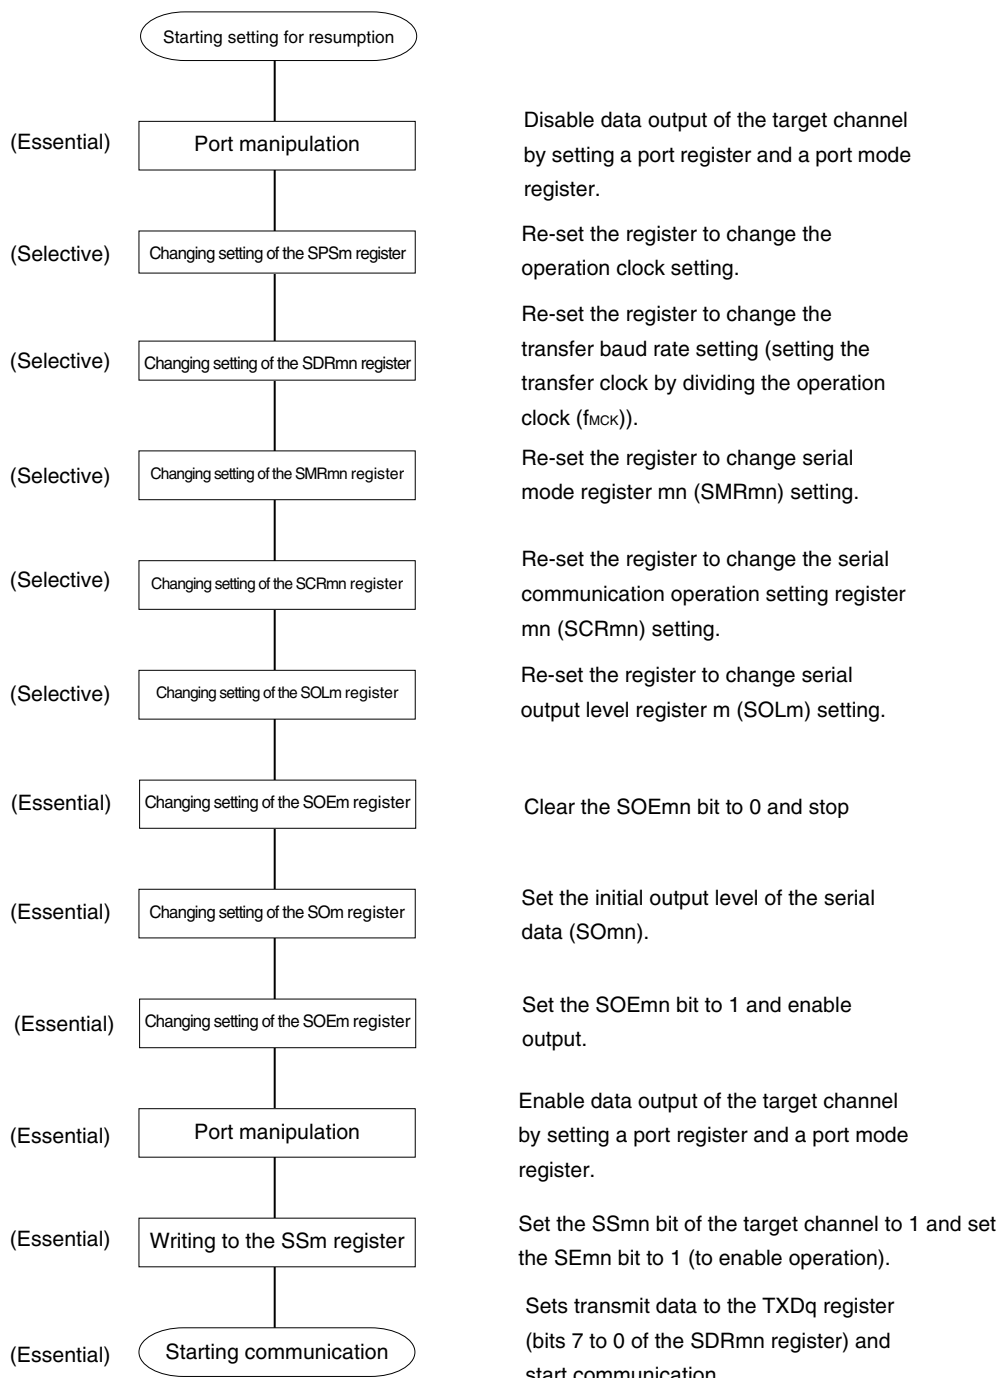 Starting setting for resumption
(Essential)
Port manipulation
Disable data output of the target channel
by setting a port register and a port mode
register.
(Selective)
Changing setting of the SPSm register
Re-set the register to change the
operation clock setting.
(Selective)
Changing setting of the SDRmn register
Re-set the register to change the
transfer baud rate setting (setting the
transfer clock by dividing the operation
clock (fMCK)).
(Selective)
Changing setting of the SMRmn register
Re-set the register to change serial
mode register mn (SMRmn) setting.
(Selective)
Changing setting of the SCRmn register
Re-set the register to change the serial
communication operation setting register
mn (SCRmn) setting.
(Selective)
Changing setting of the SOLm register
Re-set the register to change serial
output level register m (SOLm) setting.
(Essential)
Changing setting of the SOEm register
Clear the SOEmn bit to 0 and stop
(Essential)
Changing setting of the SOm register
Set the initial output level of the serial
data (SOmn).
(Essential)
Changing setting of the SOEm register
Set the SOEmn bit to 1 and enable
output.
(Essential)
Port manipulation
Enable data output of the target channel
by setting a port register and a port mode
register.
(Essential)
Writing to the SSm register
Set the SSmn bit of the target channel to 1 and set
the SEmn bit to 1 (to enable operation).
(Essential)
Starting communication
Sets transmit data to the TXDq register
(bits 7 to 0 of the SDRmn register) and
start communication